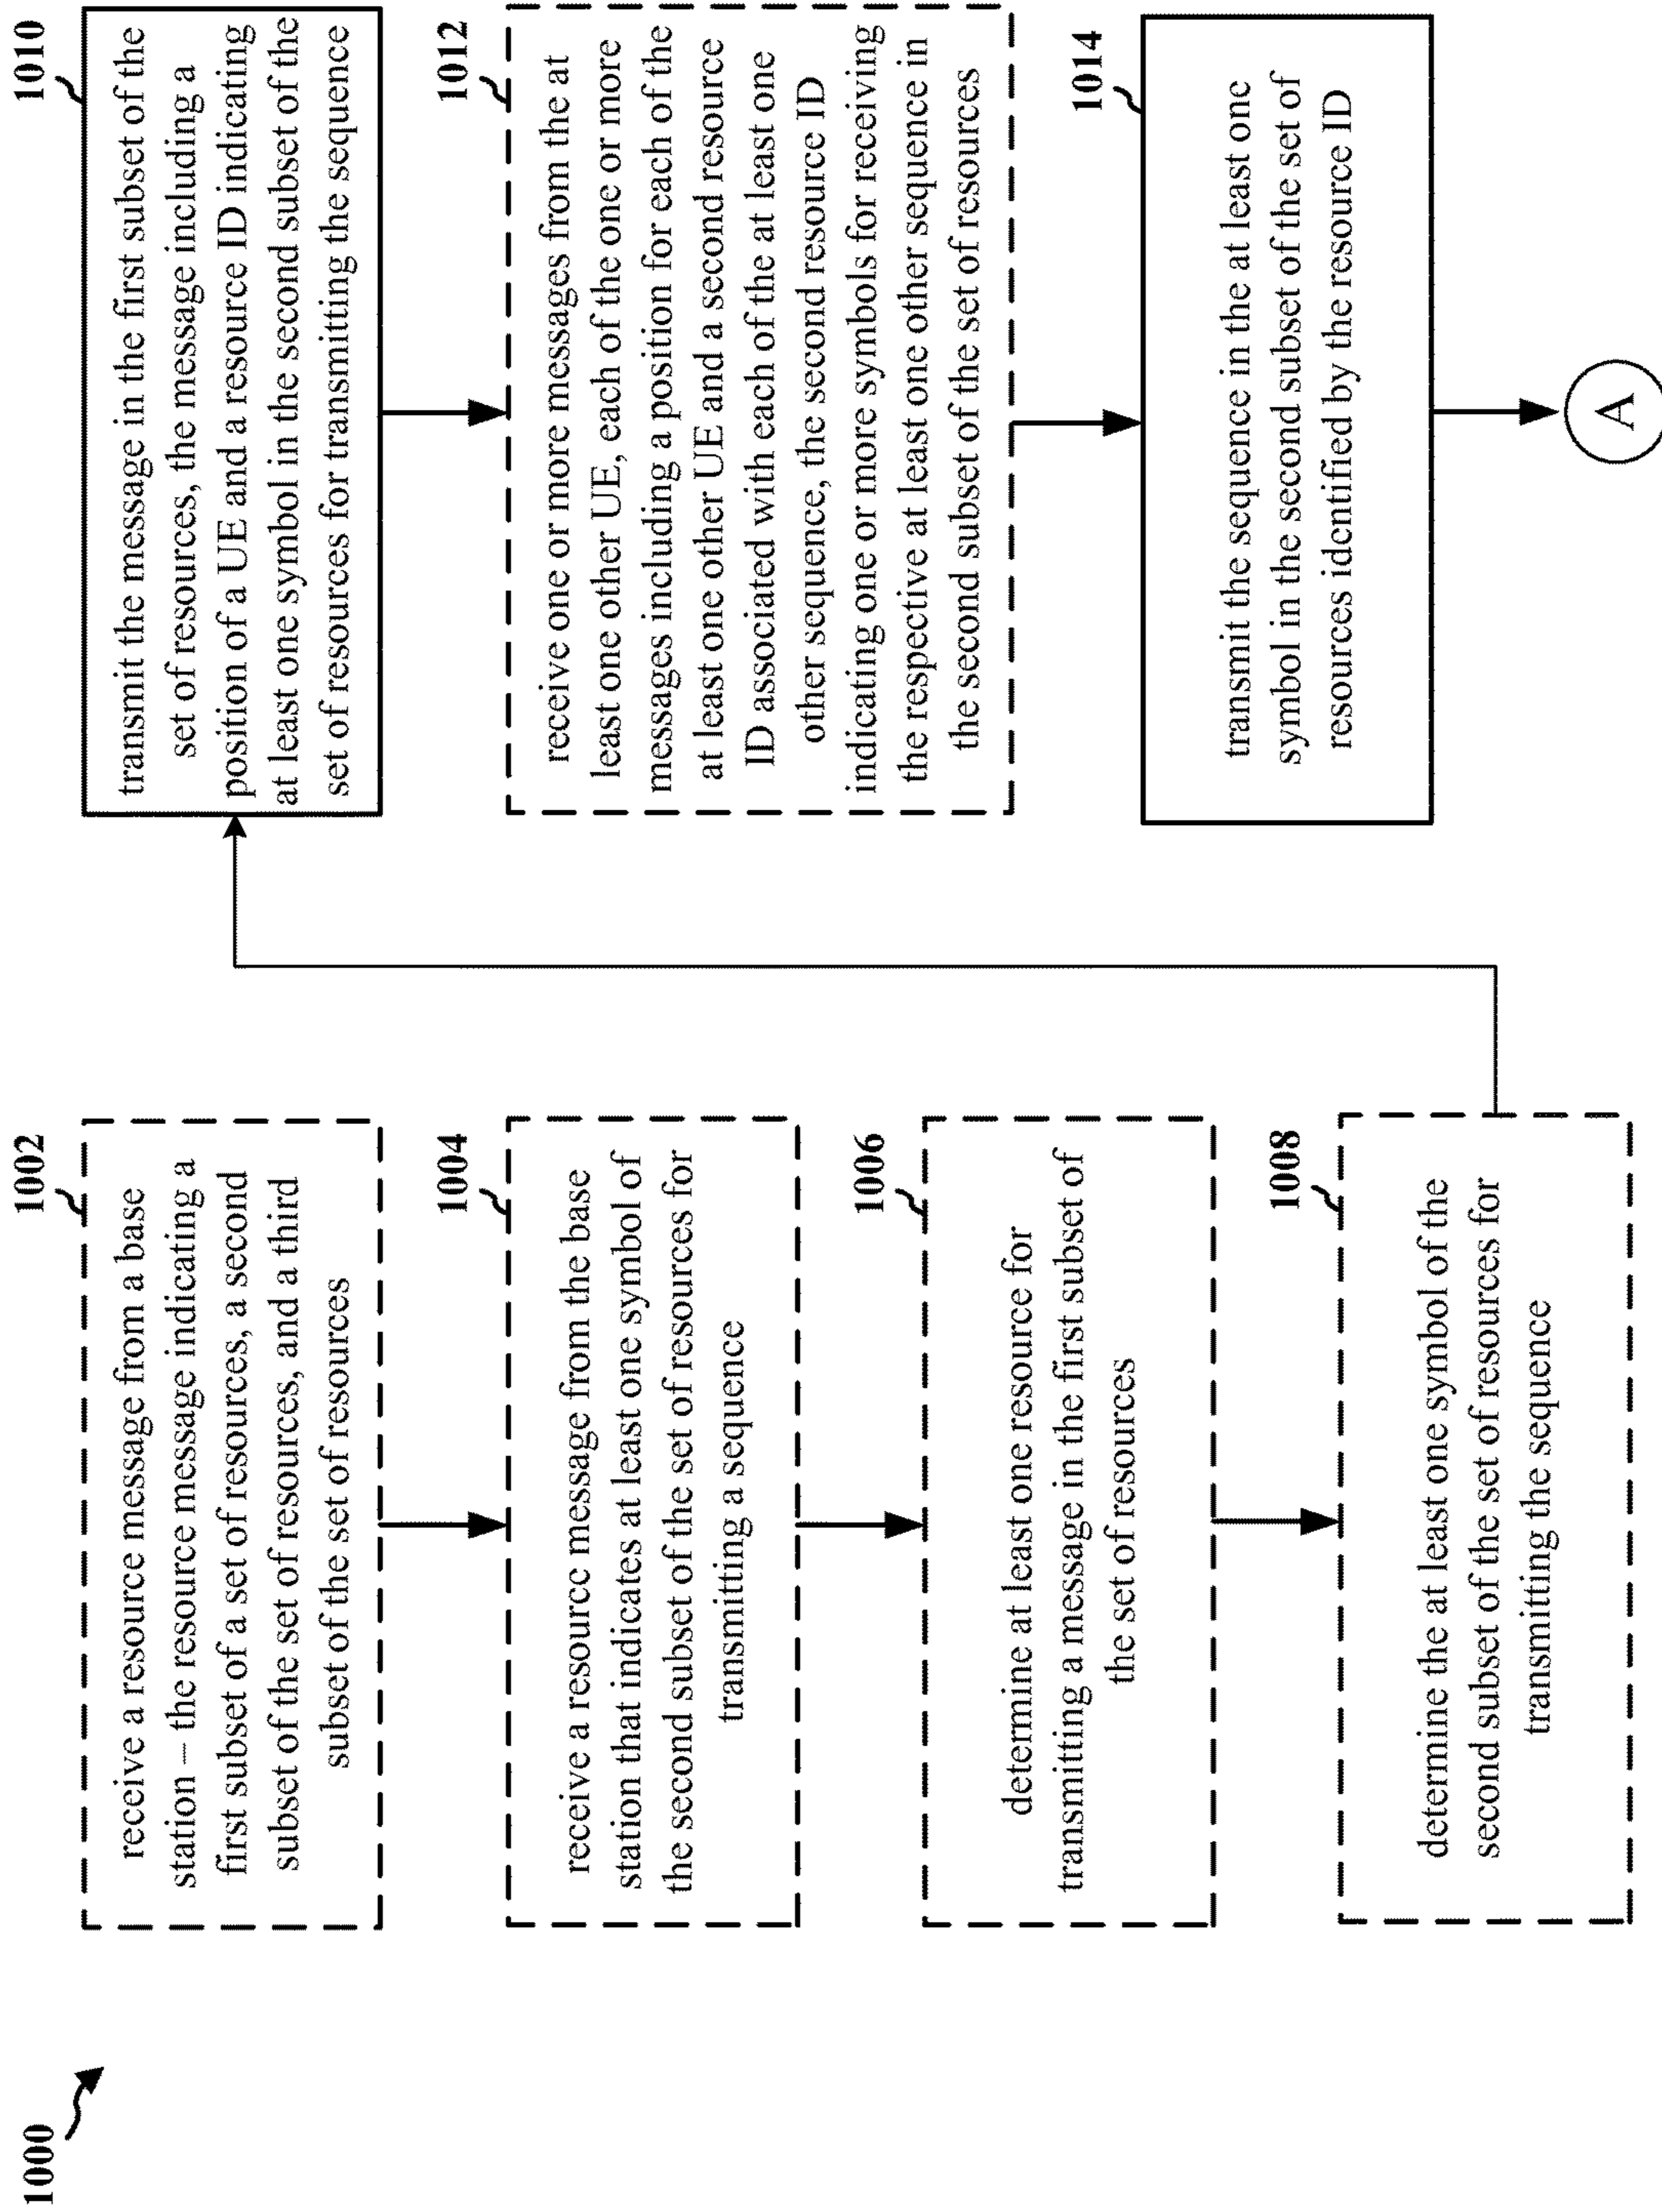 1000
1002
receive a resource message from a base
station – the resource message indicating a
first subset of a set of resources, a second
subset of the set of resources, and a third
subset of the set of resources
1004
receive a resource message from the base
station that indicates at least one symbol of
the second subset of the set of resources for
transmitting a sequence
1006
determine at least one resource for
transmitting a message in the first subset of
the set of resources
1008
determine the at least one symbol of the
second subset of the set of resources for
transmitting the sequence
1010
transmit the message in the first subset of the
set of resources, the message including a
position of a UE and a resource ID indicating
at least one symbol in the second subset of the
set of resources for transmitting the sequence
1012
receive one or more messages from the at
least one other UE, each of the one or more
messages including a position for each of the
at least one other UE and a second resource
ID associated with each of the at least one
other sequence, the second resource ID
indicating one or more symbols for receiving
the respective at least one other sequence in
the second subset of the set of resources
1014
transmit the sequence in the at least one
symbol in the second subset of the set of
resources identified by the resource ID
A